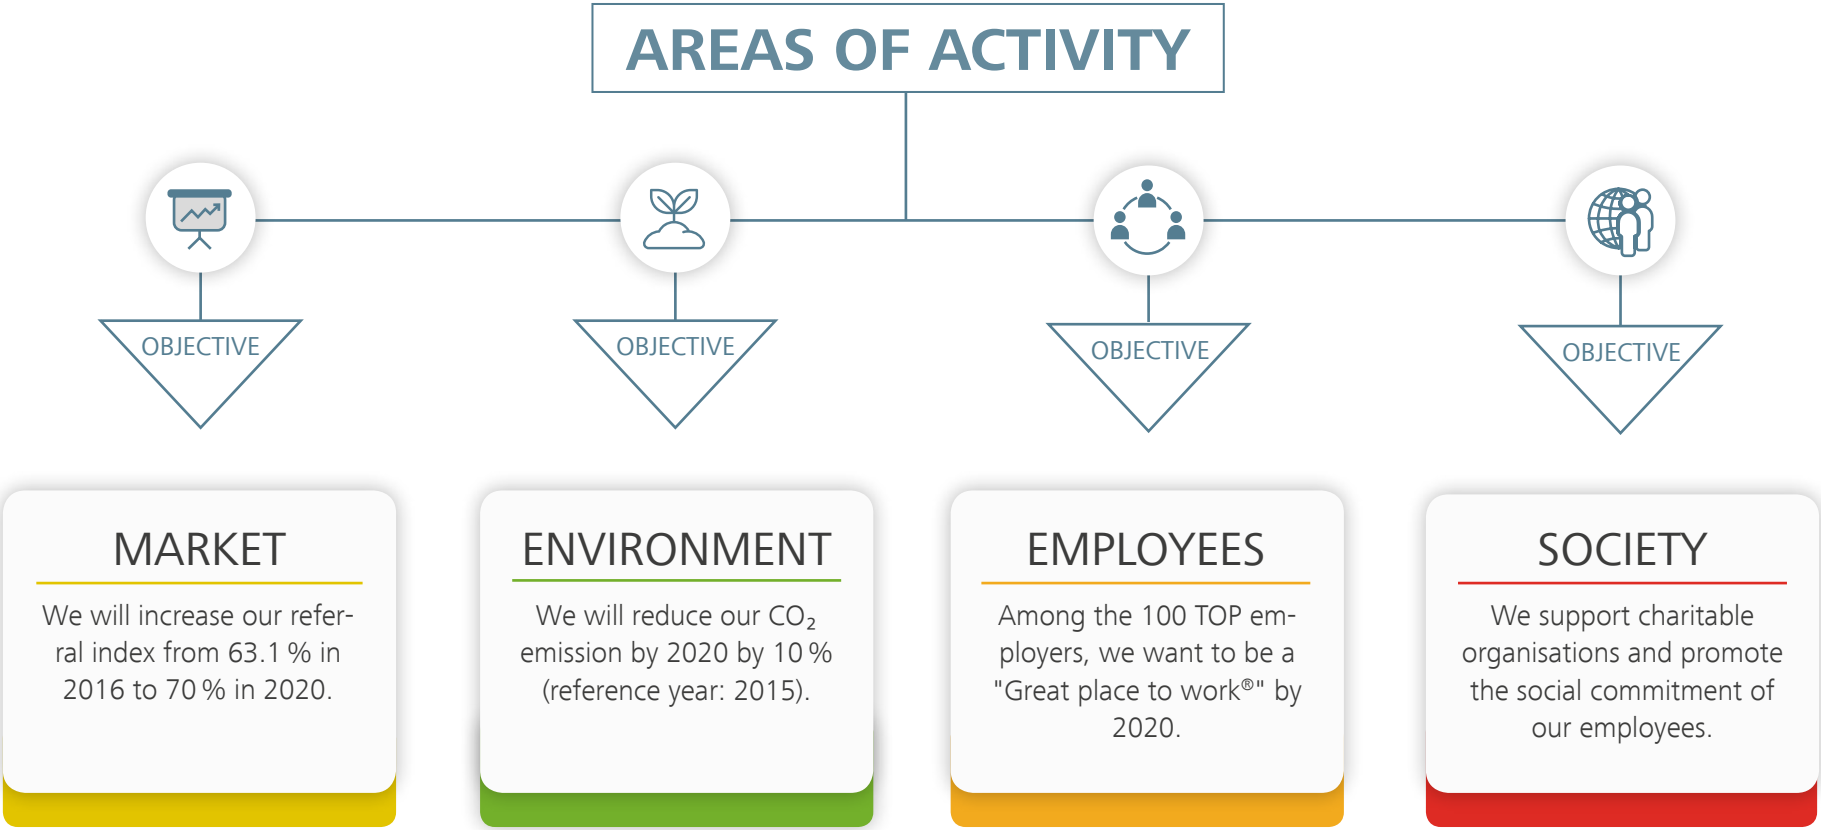 AREAS OF ACTIVITY
OBJECTIVE
OBJECTIVE
OBJECTIVE
OBJECTIVE
MARKET
We will increase our refer-
ral index from 63.1 % in
2016 to 70 % in 2020.
ENVIRONMENT
We will reduce our CO₂
emission by 2020 by 10 %
(reference year: 2015).
EMPLOYEES
Among the 100 TOP em-
ployers, we want to be a
"Great place to work®" by
2020.
SOCIETY
We support charitable
organisations and promote
the social commitment of
our employees.